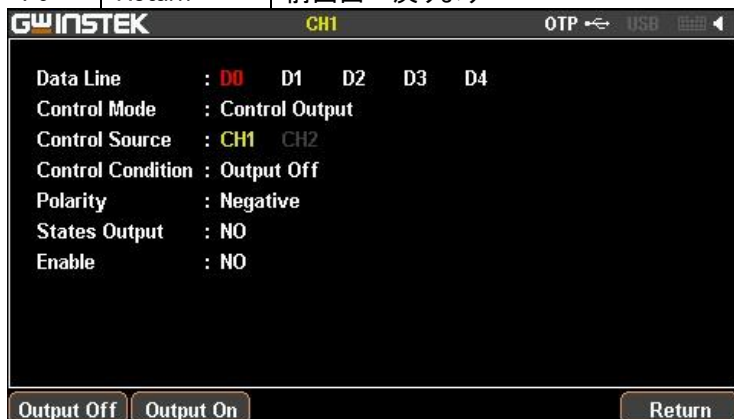 GWINSTEK CH1 OTP USB
Data Line : D0 D1 D2 D3 D4
Control Mode : Control Output
Control Source : CH1 CH2
Control Condition : Output Off
Polarity : Negative
States Output : NO
Enable : NO
Output Off Output On Return